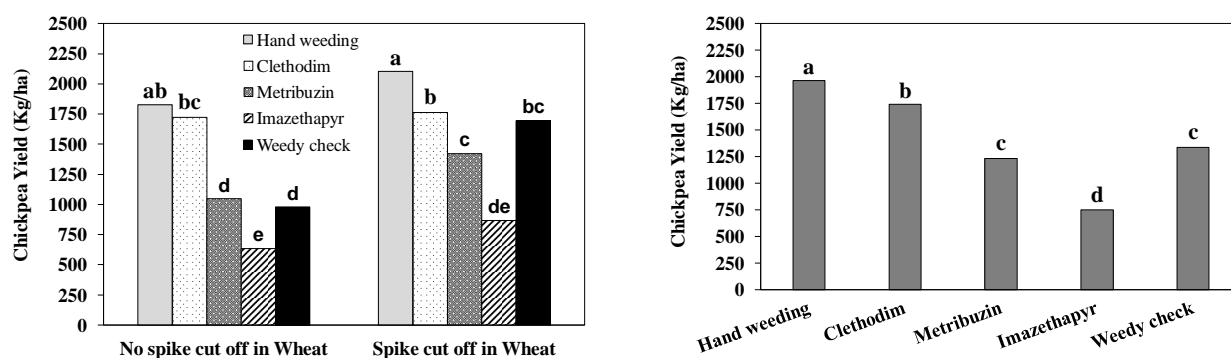 Chickpea Yield (Kg/ha)
2500
2250
2000
1750
1500
1250
1000
750
500
250
0
Hand weeding
Clethodim
Metribuzin
Imazethapyr
Weedy check
ab
bc
d
e
d
a
b
c
de
bc
No spike cut off in Wheat
Spike cut off in Wheat
Chickpea Yield (Kg/ha)
2500
2250
2000
1750
1500
1250
1000
750
500
250
0
a
b
c
d
c
Hand weeding
Clethodim
Metribuzin
Imazethapyr
Weedy check